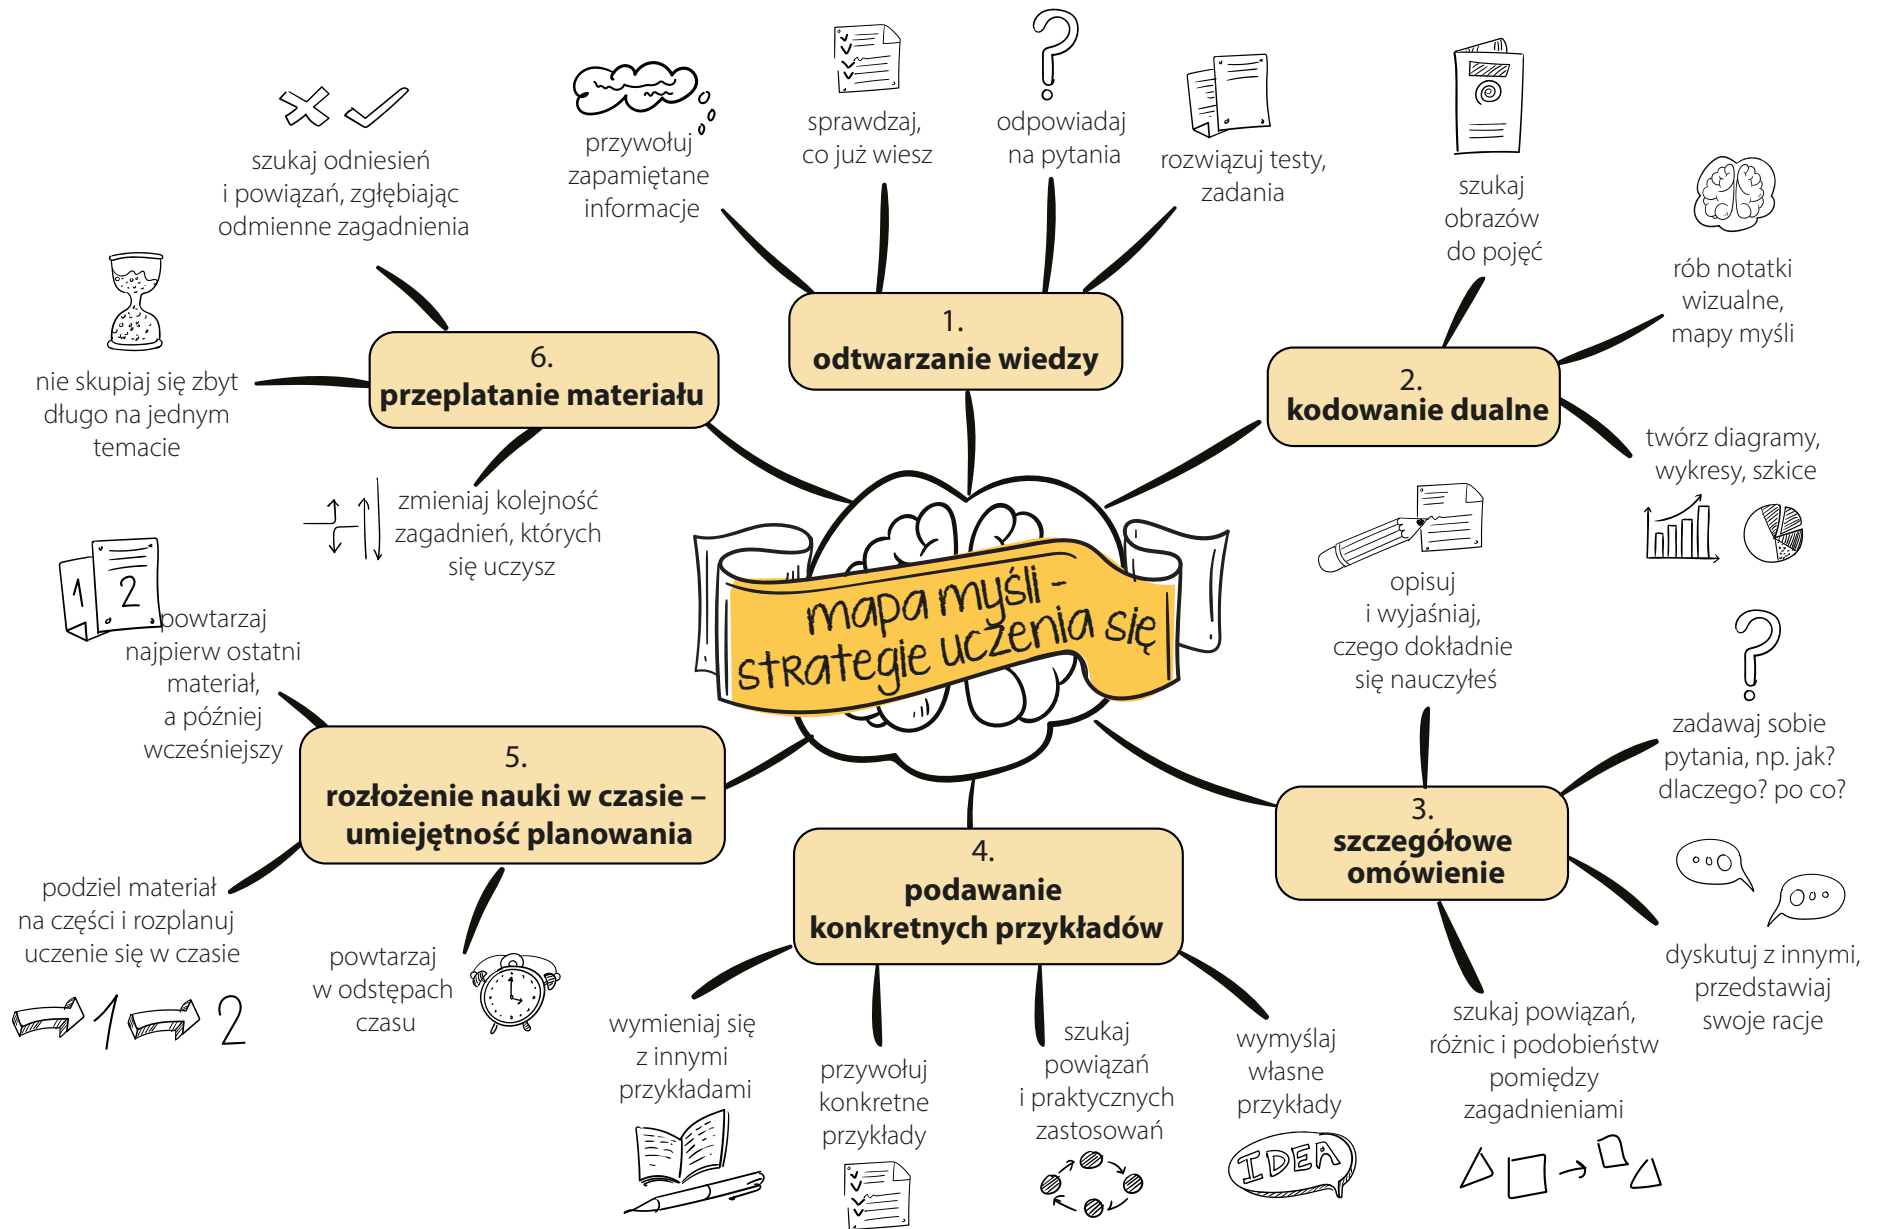 mapa myśli -
strategie uczenia się
1.
odtwarzanie wiedzy
przywołuj
zapamiętane
informacje
sprawdzaj,
co już wiesz
odpowiadaj
na pytania
rozwiązuj testy,
zadania
2.
kodowanie dualne
szukaj
obrazów
do pojęć
rób notatki
wizualne,
mapy myśli
twórz diagramy,
wykresy, szkice
3.
szczegółowe
omówienie
opisuj
i wyjaśniaj,
czego dokładnie
się nauczyłeś
zadawaj sobie
pytania, np. jak?
dlaczego? po co?
dyskutuj z innymi,
przedstawiaj
swoje racje
szukaj powiązań,
różnic i podobieństw
pomiędzy
zagadnieniami
4.
podawanie
konkretnych przykładów
wymieniaj się
z innymi
przykładami
przywołuj
konkretne
przykłady
szukaj
powiązań
i praktycznych
zastosowań
wymyślaj
własne
przykłady
IDEA
5.
rozłożenie nauki w czasie –
umiejętność planowania
1 2
powtarzaj
najpierw ostatni
materiał,
a później
wcześniejszy
podziel materiał
na części i rozplanuj
uczenie się w czasie
1 2
powtarzaj
w odstępach
czasu
6.
przeplatanie materiału
szukaj odniesień
i powiązań, zgłębiając
odmienne zagadnienia
nie skupiaj się zbyt
długo na jednym
temacie
zmieniaj kolejność
zagadnień, których
się uczysz